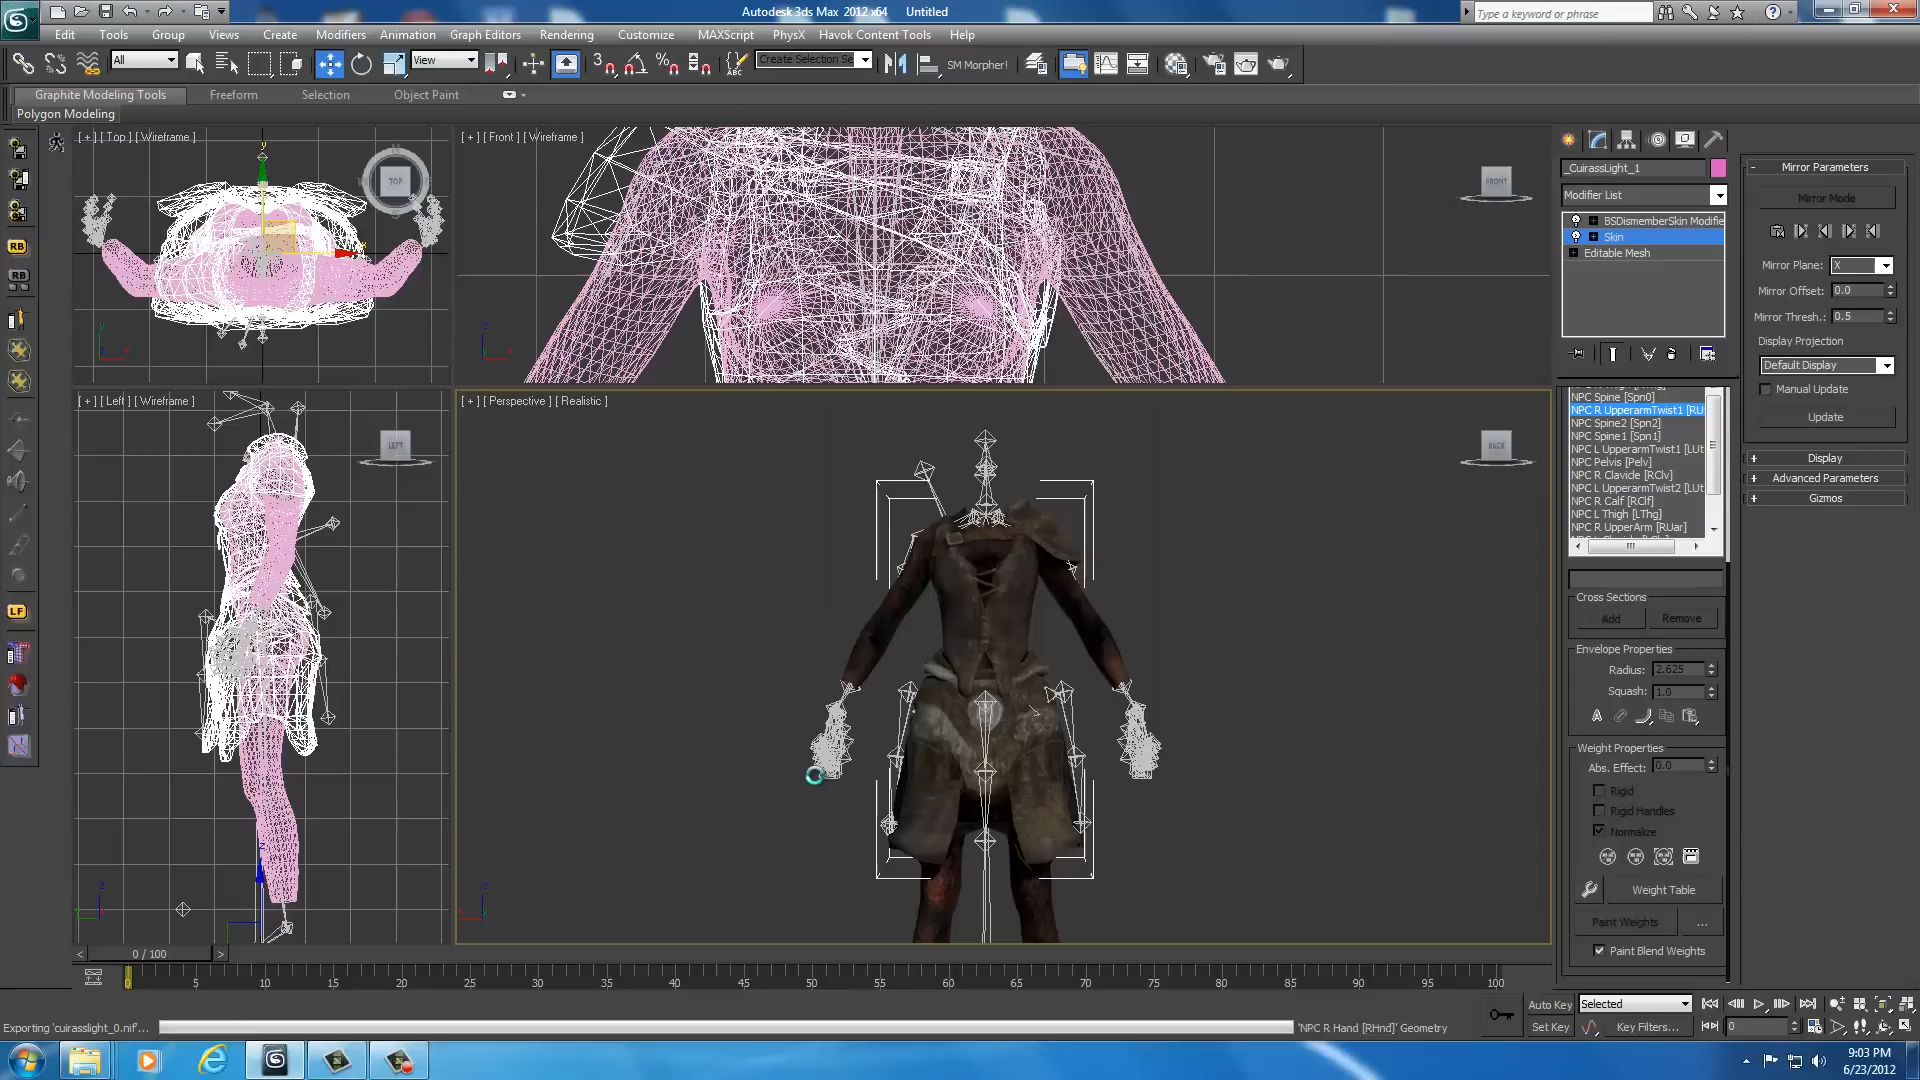 Autodesk 3ds Max 2012 x64 Untitled
Type a keyword or phrase
Edit Tools Group Views Create Modifiers Animation Graph Editors Rendering Customize MAXScript PhysX Havok Content Tools Help
All
View
3
ABC
Create Selection Se
SM Morpher!
Graphite Modeling Tools Freeform Selection Object Paint
Polygon Modeling
[ + ] [ Top ] [ Wireframe ]
TOP
[ + ] [ Front ] [ Wireframe ]
FRONT
[ + ] [ Left ] [ Wireframe ]
LEFT
[ + ] [ Perspective ] [ Realistic ]
BACK
RB
RB
LF
_CuirassLight_1
Modifier List
BSDismemberSkin Modifie
Skin
Editable Mesh
NPC Spine [Spn0]
NPC R UpperarmTwist1 [RU
NPC Spine2 [Spn2]
NPC Spine1 [Spn1]
NPC L UpperarmTwist1 [LUt
NPC Pelvis [Pelv]
NPC R Clavicle [RClv]
NPC L UpperarmTwist2 [LUt
NPC R Calf [RClf]
NPC L Thigh [LThg]
NPC R UpperArm [RUar]
Cross Sections
Add Remove
Envelope Properties
Radius: 2.625
Squash: 1.0
A
Weight Properties
Abs. Effect: 0.0
Rigid
Rigid Handles
Normalize
Weight Table
Paint Weights ...
Paint Blend Weights
Mirror Parameters
Mirror Mode
Mirror Plane: X
Mirror Offset: 0.0
Mirror Thresh.: 0.5
Display Projection
Default Display
Manual Update
Update
Display
Advanced Parameters
Gizmos
0 / 100
0 5 10 15 20 25 30 35 40 45 50 55 60 65 70 75 80 85 90 95 100
Exporting 'cuirasslight_0.nif'...
'NPC R Hand [RHnd]' Geometry
Auto Key Selected
Set Key Key Filters... 0
9:03 PM
6/23/2012